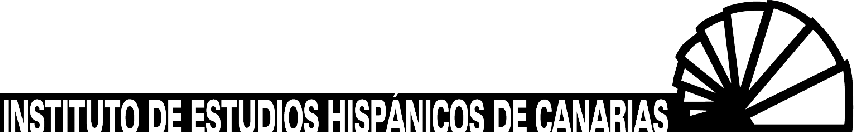 INSTITUTO DE ESTUDIOS HISPÁNICOS DE CANARIAS